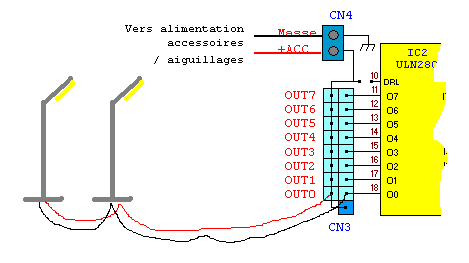 CN4
Vers alimentation
Masse
accessoires
+ACC
IC2
ULN280
/ aiguillages
10
DRL
OUT7
11
O7
OUT6
12
O6
OUT5
13
O5
OUT4
14
O4
OUT3
15
O3
OUT2
16
O2
OUT1
17
O1
OUT0
18
O0
CN3